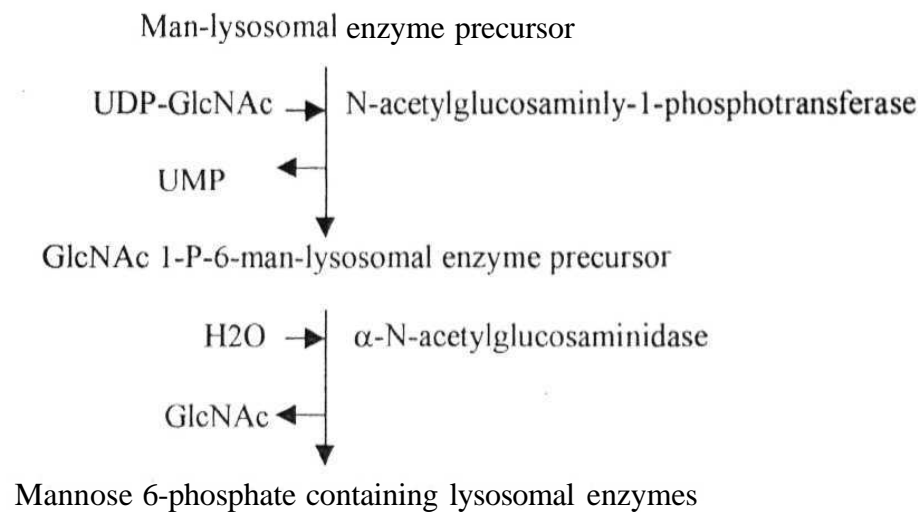 Man-lysosomal enzyme precursor
UDP-GlcNAc N-acetylglucosaminly-1-phosphotransferase
UMP
GlcNAc 1-P-6-man-lysosomal enzyme precursor
H2O α-N-acetylglucosaminidase
GlcNAc
Mannose 6-phosphate containing lysosomal enzymes